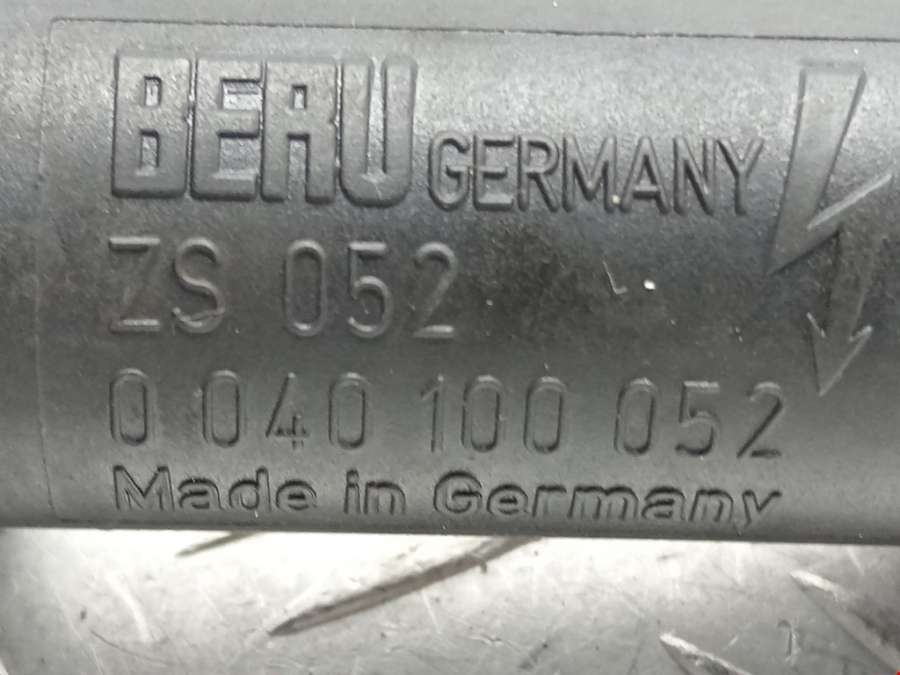 BERU GERMANY
ZS 052
0 040 100 052
Made in Germany